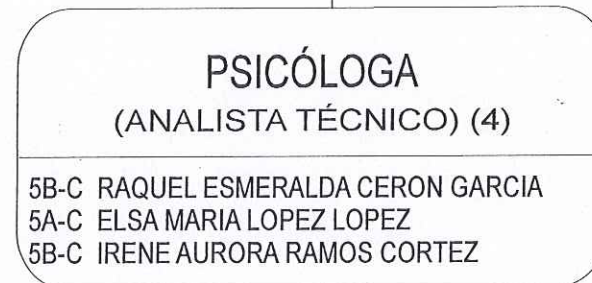 PSICÓLOGA
(ANALISTA TÉCNICO) (4)
5B-C RAQUEL ESMERALDA CERON GARCIA
5A-C ELSA MARIA LOPEZ LOPEZ
5B-C IRENE AURORA RAMOS CORTEZ